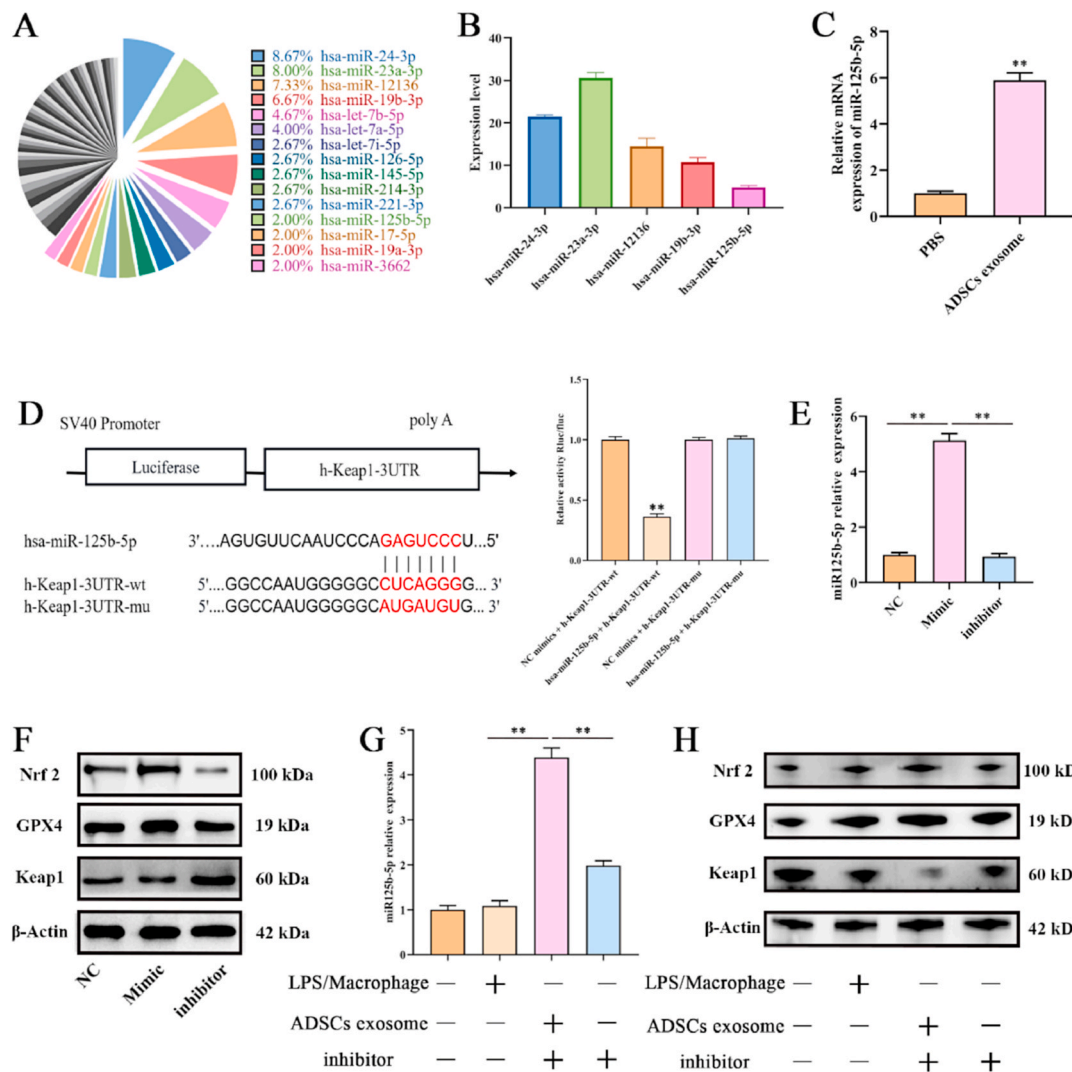 A
8.67% hsa-miR-24-3p
8.00% hsa-miR-23a-3p
7.33% hsa-miR-12136
6.67% hsa-miR-19b-3p
4.67% hsa-let-7b-5p
4.00% hsa-let-7a-5p
2.67% hsa-let-7i-5p
2.67% hsa-miR-126-5p
2.67% hsa-miR-145-5p
2.67% hsa-miR-214-3p
2.67% hsa-miR-221-3p
2.00% hsa-miR-125b-5p
2.00% hsa-miR-17-5p
2.00% hsa-miR-19a-3p
2.00% hsa-miR-3662
B
Expression level
40
30
20
10
0
hsa-miR-24-3p
hsa-miR-23a-3p
hsa-miR-12136
hsa-miR-19b-3p
hsa-miR-125b-5p
C
Relative mRNA
expression of miR-125b-5p
8
6
4
2
0
**
PBS
ADSCs exosome
D
SV40 Promoter
poly A
Luciferase
h-Keap1-3UTR
hsa-miR-125b-5p 3'....AGUGUUCAAUCCCAGAGUCCCU...5'
h-Keap1-3UTR-wt 5'... GGCCAAUGGGGGCCUCAGGGG... 3'
h-Keap1-3UTR-mu 5'... GGCCAAUGGGGGCAUGAUGUG... 3'
Relative activity Rluc/fluc
1.5
1.0
0.5
0.0
**
NC mimics + h-Keap1-3UTR-wt
hsa-miR-125b-5p + h-Keap1-3UTR-wt
NC mimics + h-Keap1-3UTR-mu
hsa-miR-125b-5p + h-Keap1-3UTR-mu
E
miR125b-5p relative expression
6
4
2
0
** **
NC
Mimic
inhibitor
F
Nrf 2 100 kDa
GPX4 19 kDa
Keap1 60 kDa
β-Actin 42 kDa
NC
Mimic
inhibitor
G
miR125b-5p relative expression
5
4
3
2
1
0
** **
LPS/Macrophage — + — —
ADSCs exosome — — + —
inhibitor — — + +
H
Nrf 2 100 kD
GPX4 19 kD
Keap1 60 kD
β-Actin 42 kD
LPS/Macrophage — + — —
ADSCs exosome — — + —
inhibitor — — + +